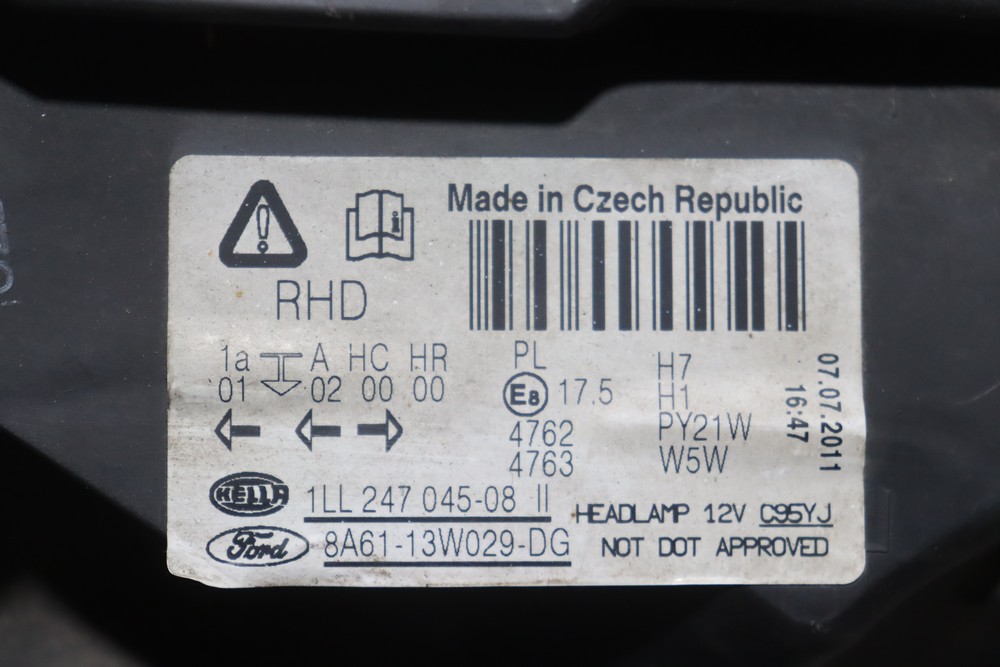 Made in Czech Republic
RHD
1a A HC HR
01 02 00 00
PL
E8 17.5
4762
4763
H7
H1
PY21W
W5W
07.07.2011
16:47
HELLA 1LL 247 045-08 II
Ford 8A61-13W029-DG
HEADLAMP 12V C95YJ
NOT DOT APPROVED